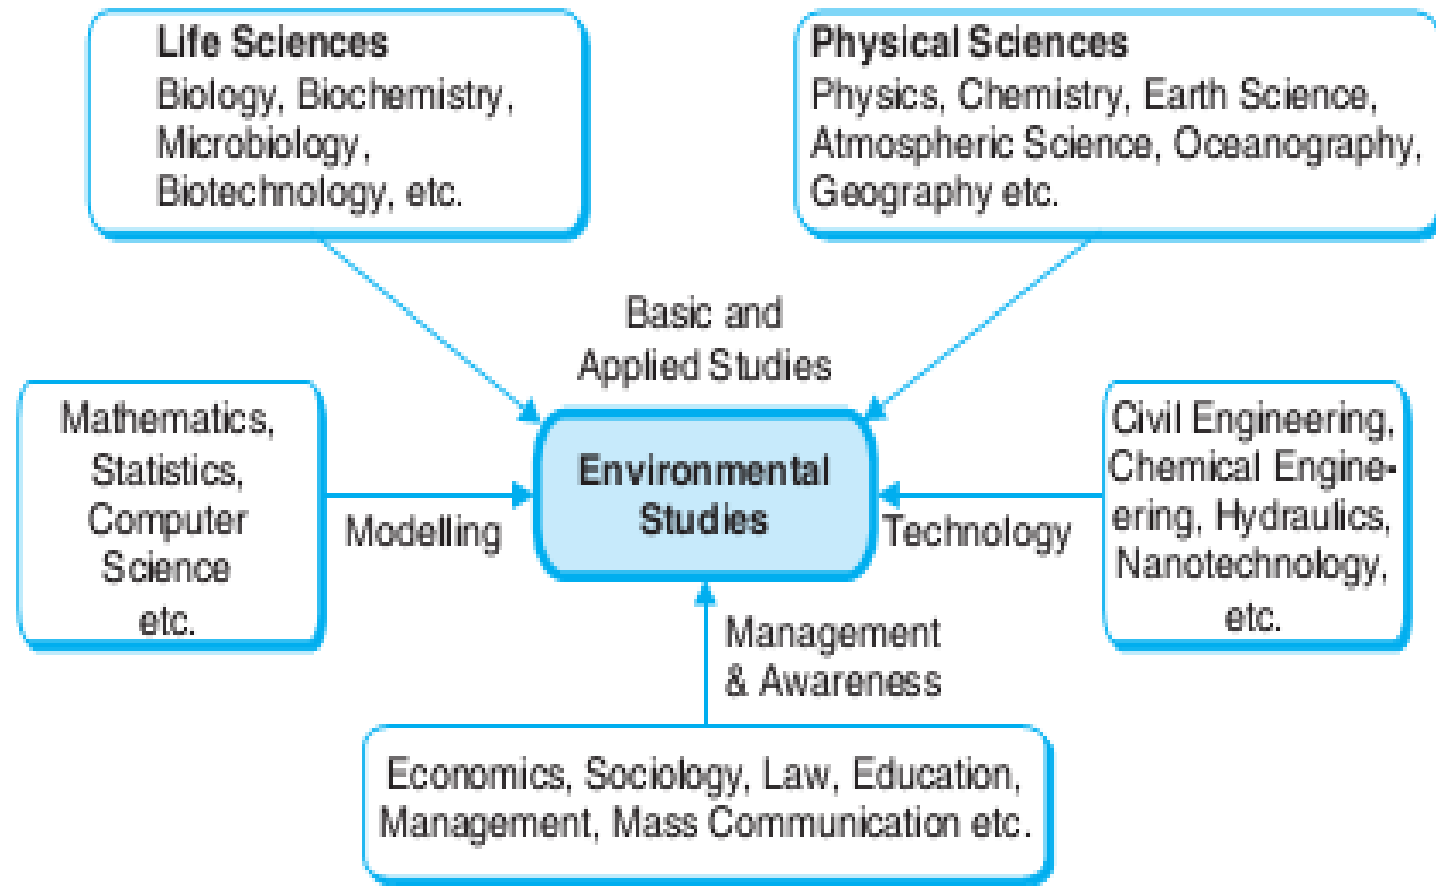 Life Sciences
Biology, Biochemistry,
Microbiology,
Biotechnology, etc.
Physical Sciences
Physics, Chemistry, Earth Science,
Atmospheric Science, Oceanography,
Geography etc.
Basic and
Applied Studies
Mathematics,
Statistics,
Computer
Science
etc.
Modelling
Environmental
Studies
Technology
Civil Engineering,
Chemical Engine-
ering, Hydraulics,
Nanotechnology,
etc.
Management
& Awareness
Economics, Sociology, Law, Education,
Management, Mass Communication etc.